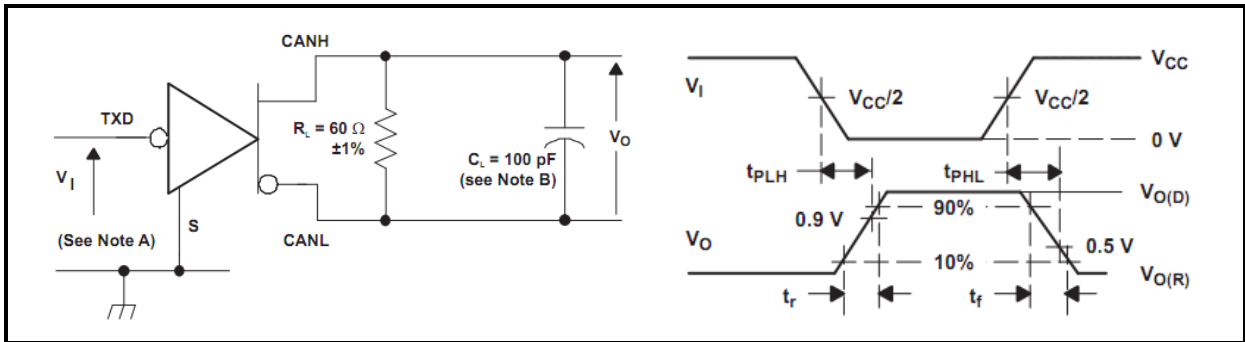 CANH
TXD
R_L = 60 Ω
±1%
C_L = 100 pF
(see Note B)
V_O
V_I
S
(See Note A)
CANL
V_I
V_CC
V_CC/2
V_CC/2
0 V
t_PLH
t_PHL
V_O(D)
90%
0.9 V
V_O
0.5 V
10%
V_O(R)
t_r
t_f